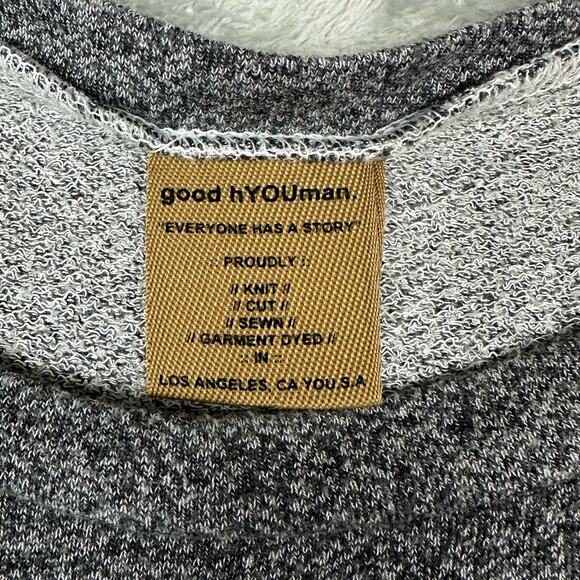 good hYOUman.
"EVERYONE HAS A STORY"
.: PROUDLY :.
// KNIT //
// CUT //
// SEWN //
// GARMENT DYED //
.: IN :.
LOS ANGELES, CA YOU.S.A